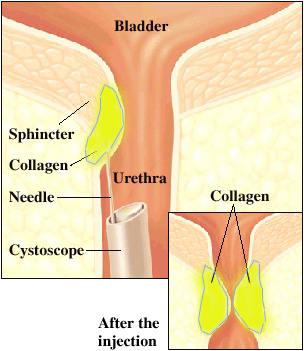 Bladder
Sphincter
Collagen
Urethra
Needle
Cystoscope
Collagen
After the
injection